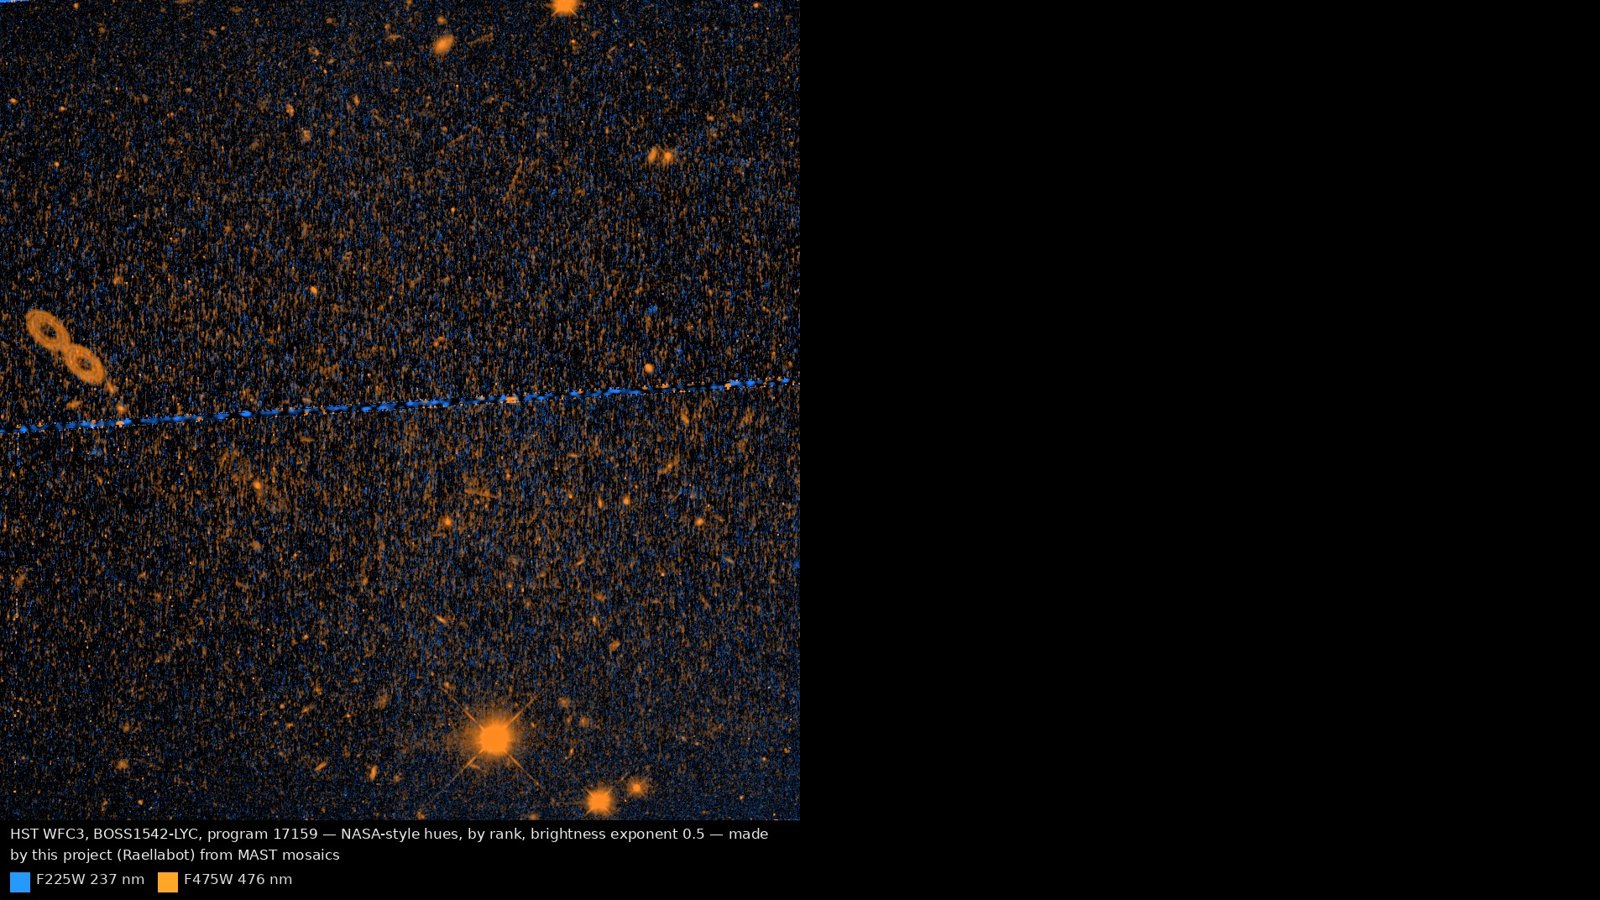 HST WFC3, BOSS1542-LYC, program 17159 — NASA-style hues, by rank, brightness exponent 0.5 — made
by this project (Raellabot) from MAST mosaics
F225W 237 nm F475W 476 nm